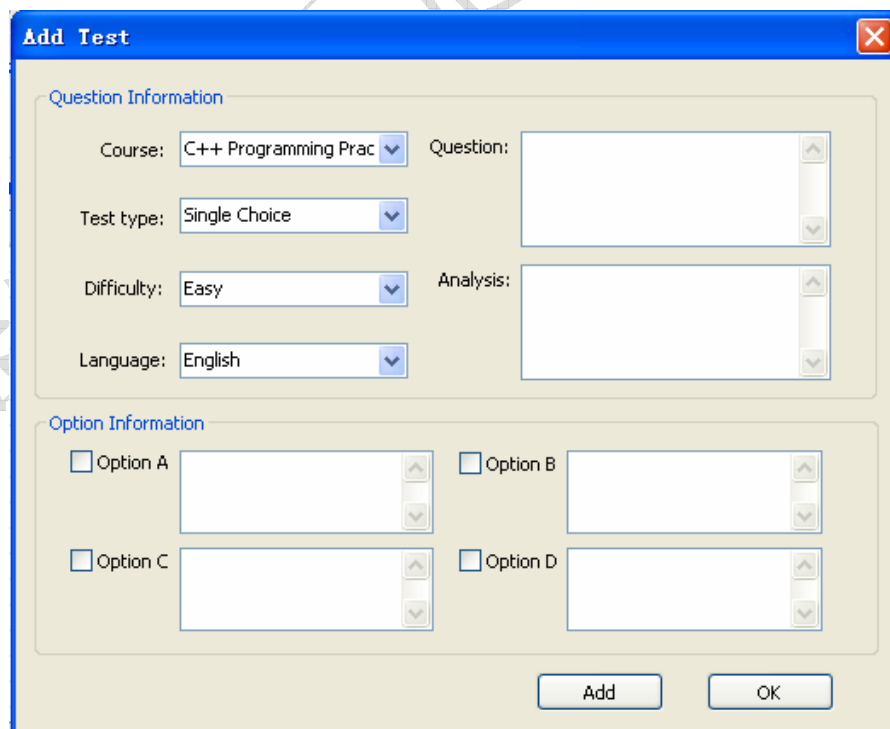 Add Test
Question Information
Course: C++ Programming Prac
Question:
Test type: Single Choice
Difficulty: Easy
Analysis:
Language: English
Option Information
Option A
Option B
Option C
Option D
Add
OK